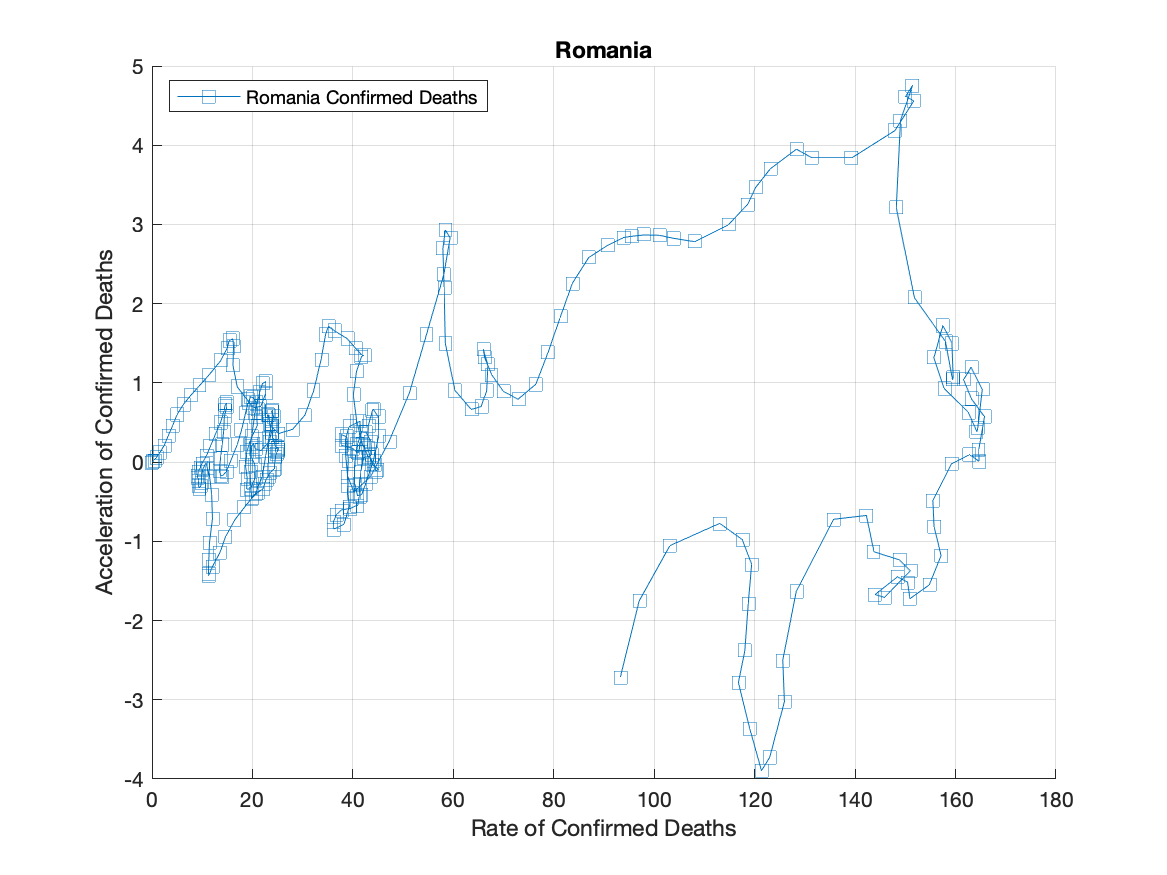 Romania
Romania Confirmed Deaths
Acceleration of Confirmed Deaths
5
4
3
2
1
0
-1
-2
-3
-4
0 20 40 60 80 100 120 140 160 180
Rate of Confirmed Deaths